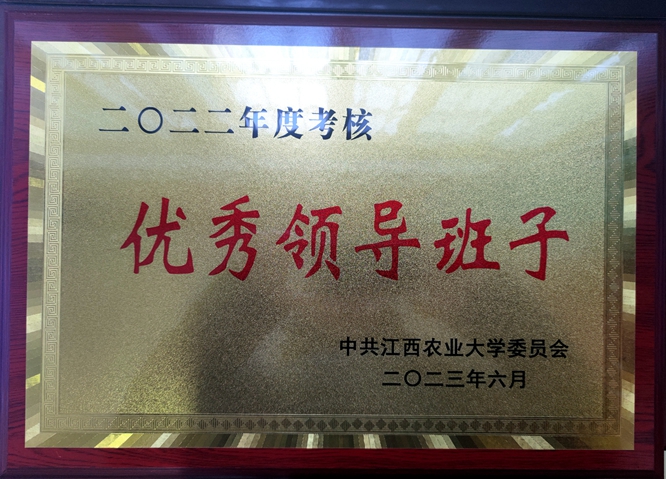 二〇二二年度考核
优秀领导班子
中共江西农业大学委员会
二〇二三年六月